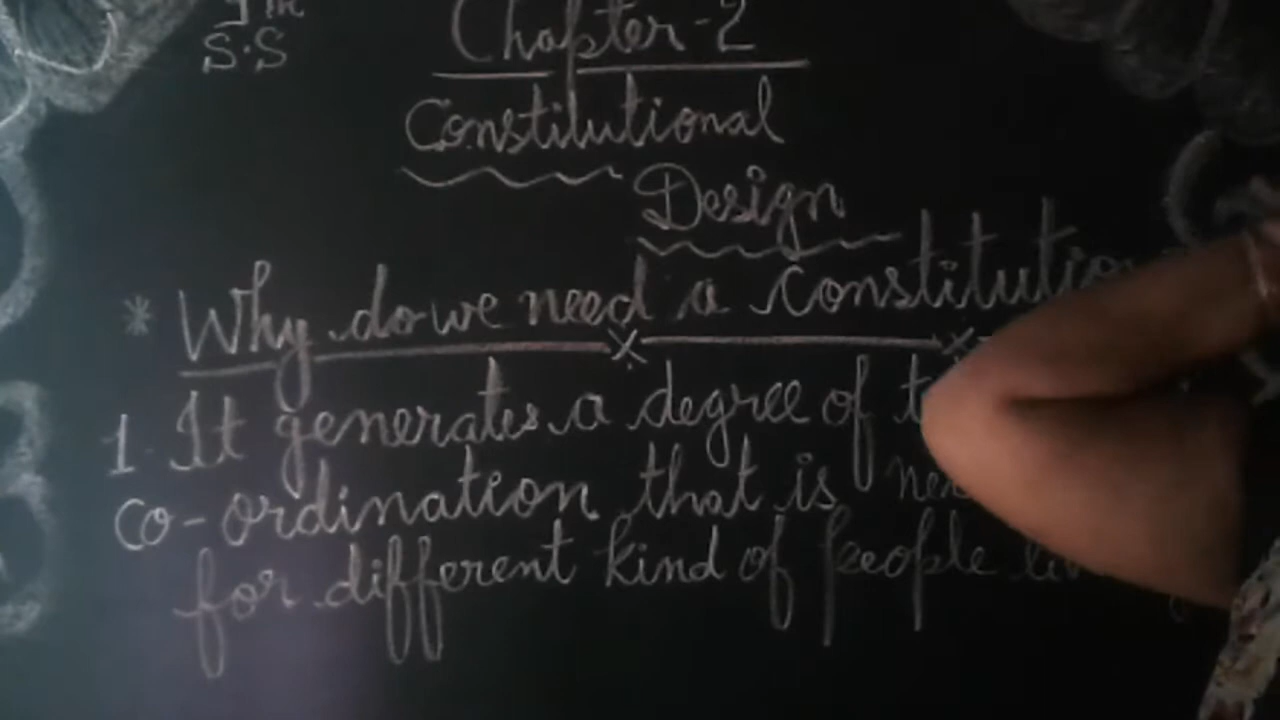 S.S
Chapter-2
Constitutional
Design
* Why do we need a constitutio
1. It generates a degree of t
co-ordination that is
for different kind of people